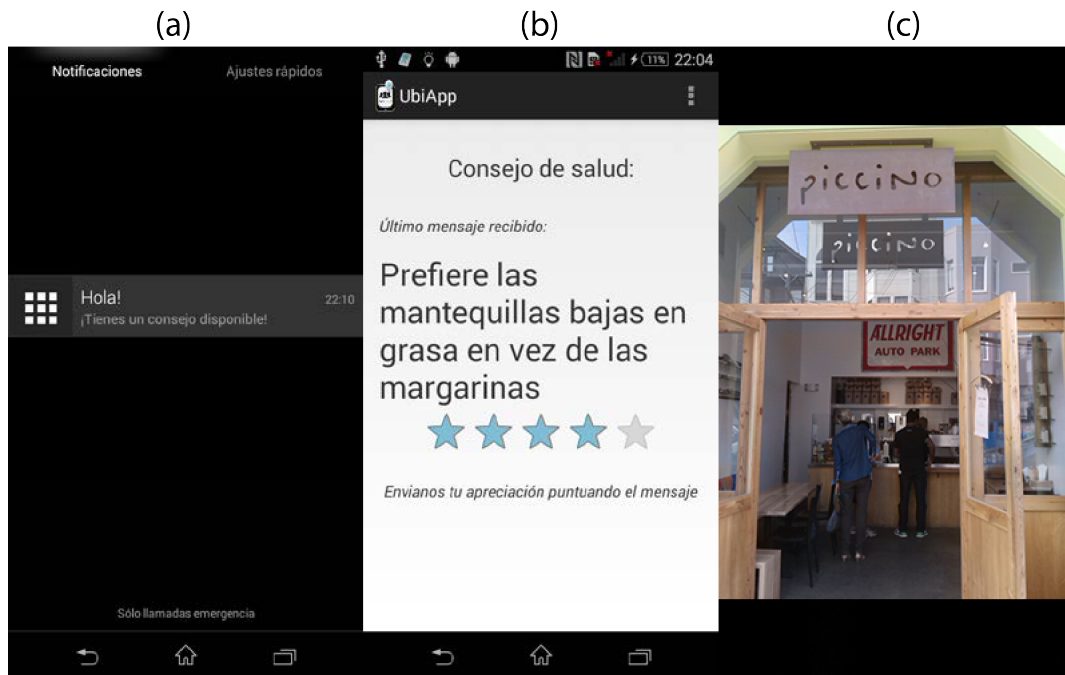 (a)
(b)
(c)
Notificaciones
Ajustes rápidos
Hola!
22:10
¡Tienes un consejo disponible!
Sólo llamadas emergencia
11%
22:04
UbiApp
Consejo de salud:
Último mensaje recibido:
Prefiere las
mantequillas bajas en
grasa en vez de las
margarinas
Envianos tu apreciación puntuando el mensaje
piccino
piccino
ALLRIGHT
AUTO PARK